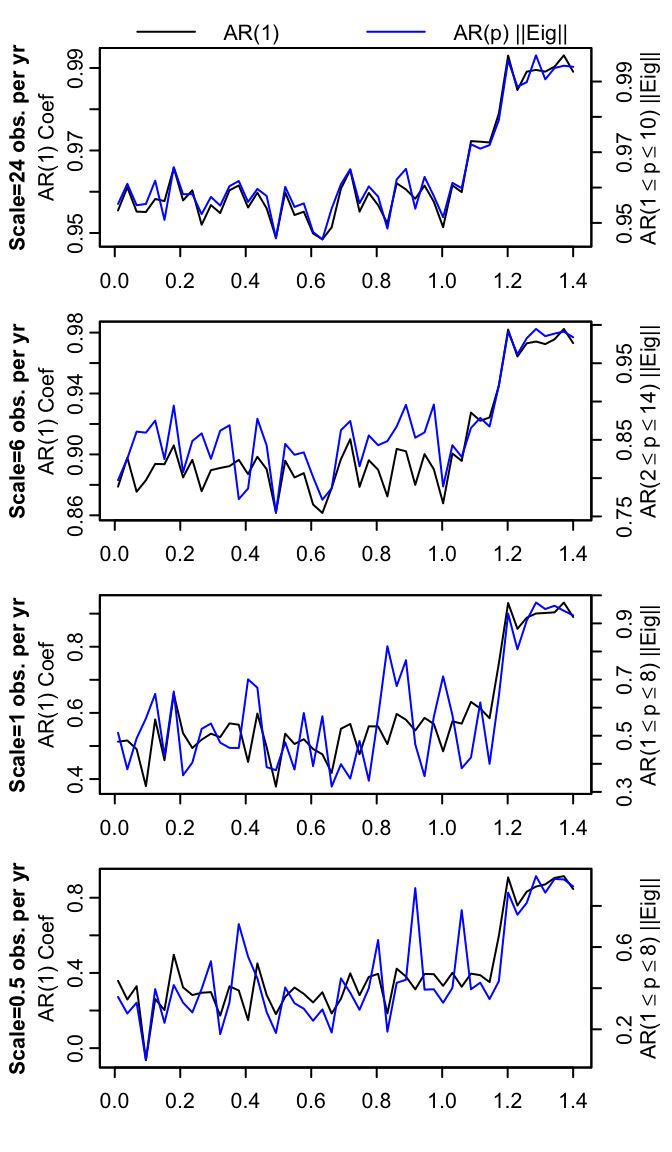 AR(1) AR(p) ||Eig||
Scale=24 obs. per yr
AR(1) Coef
0.95 0.97 0.99
0.95 0.97 0.99
AR(1 ≤ p ≤ 10) ||Eig||
0.0 0.2 0.4 0.6 0.8 1.0 1.2 1.4
Scale=6 obs. per yr
AR(1) Coef
0.86 0.90 0.94 0.98
0.75 0.85 0.95
AR(2 ≤ p ≤ 14) ||Eig||
0.0 0.2 0.4 0.6 0.8 1.0 1.2 1.4
Scale=1 obs. per yr
AR(1) Coef
0.4 0.6 0.8
0.3 0.5 0.7 0.9
AR(1 ≤ p ≤ 8) ||Eig||
0.0 0.2 0.4 0.6 0.8 1.0 1.2 1.4
Scale=0.5 obs. per yr
AR(1) Coef
0.0 0.4 0.8
0.2 0.6
AR(1 ≤ p ≤ 8) ||Eig||
0.0 0.2 0.4 0.6 0.8 1.0 1.2 1.4